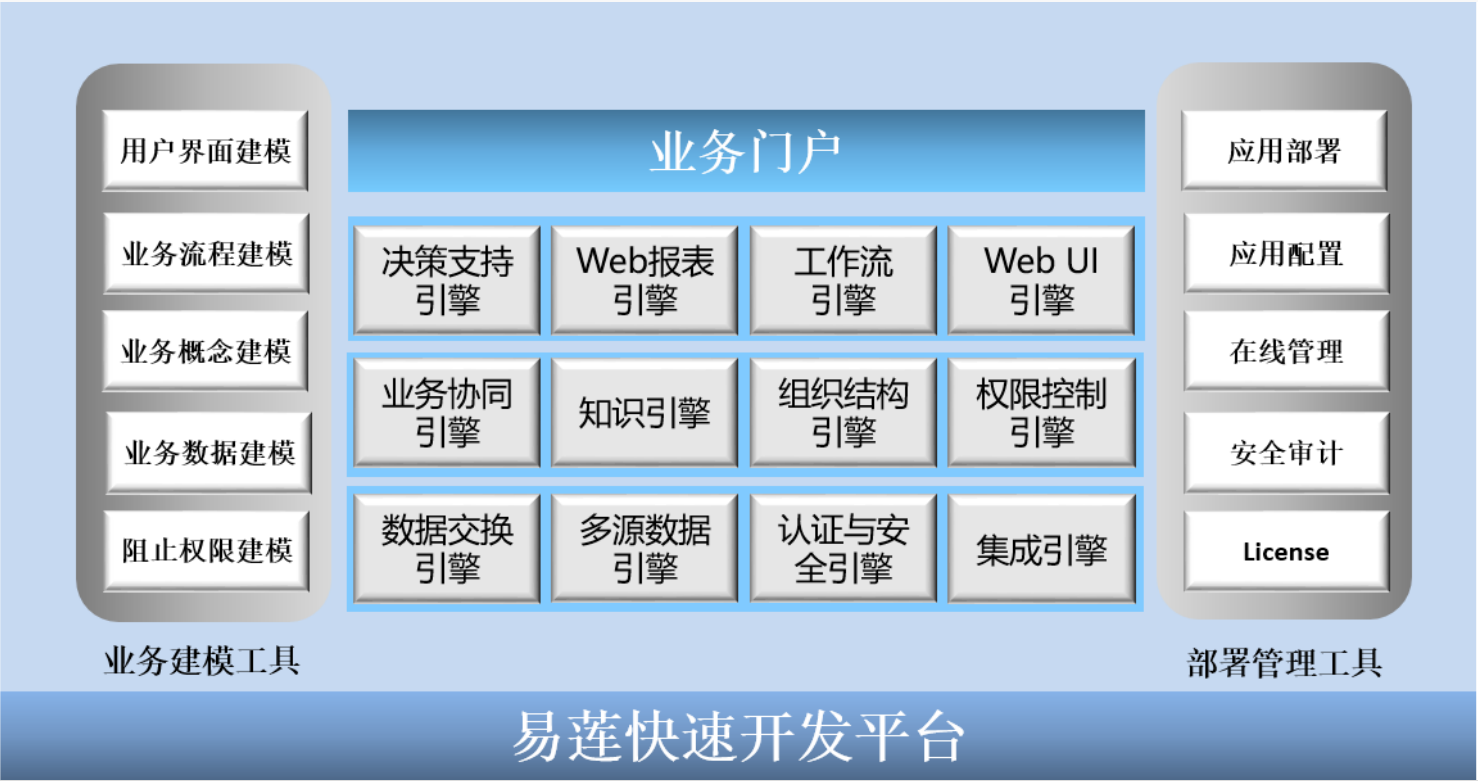 用户界面建模
业务流程建模
业务概念建模
业务数据建模
阻止权限建模
业务建模工具
业务门户
决策支持
引擎
Web报表
引擎
工作流
引擎
Web UI
引擎
业务协同
引擎
知识引擎
组织结构
引擎
权限控制
引擎
数据交换
引擎
多源数据
引擎
认证与安
全引擎
集成引擎
应用部署
应用配置
在线管理
安全审计
License
部署管理工具
易莲快速开发平台